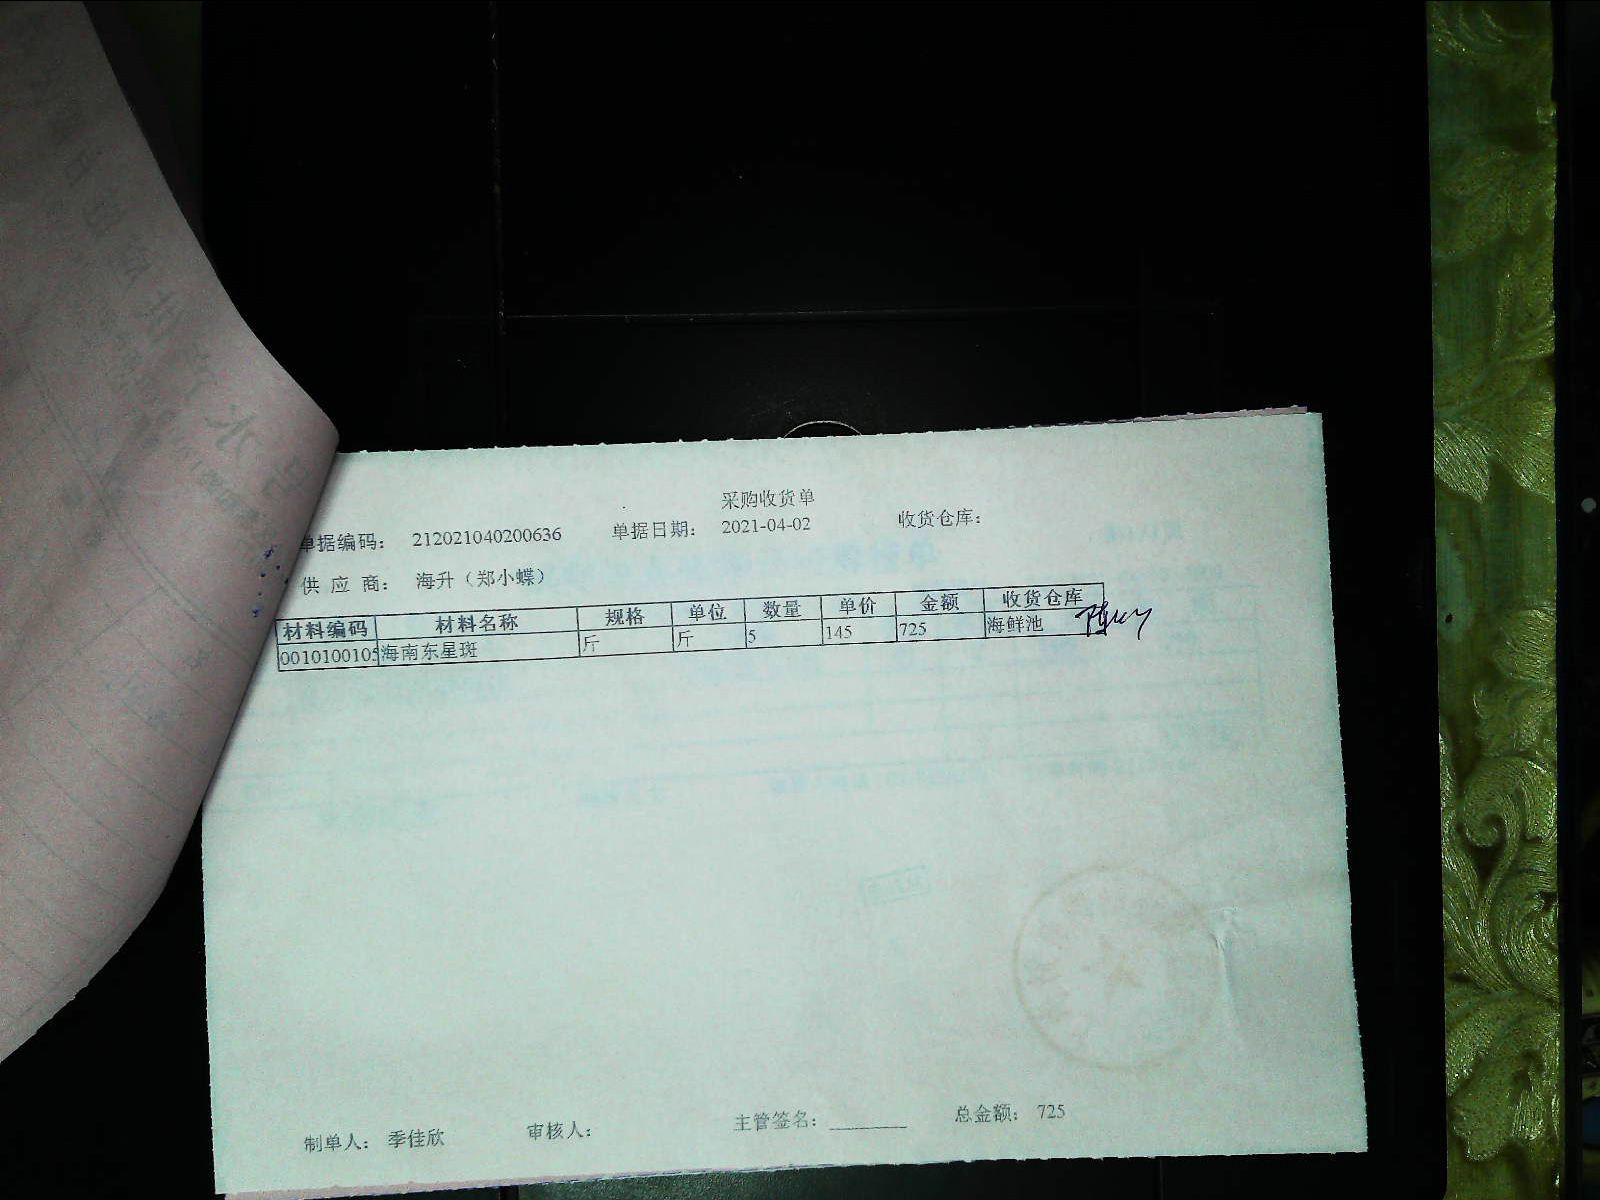 采购收货单
单据编码： 212021040200636 单据日期： 2021-04-02 收货仓库：
供 应 商： 海升（郑小蝶）
材料编码 材料名称 规格 单位 数量 单价 金额 收货仓库
0010100105 海南东星斑 斤 斤 5 145 725 海鲜池
制单人： 季佳欣 审核人： 主管签名： 总金额： 725